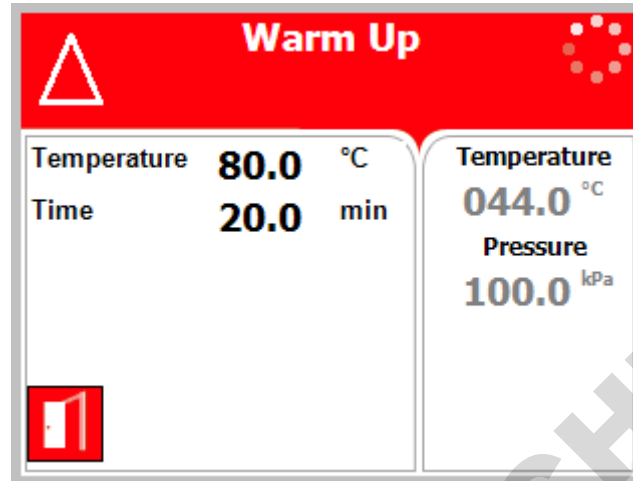 Warm Up
Temperature 80.0 °C
Time 20.0 min
Temperature
044.0 °C
Pressure
100.0 kPa